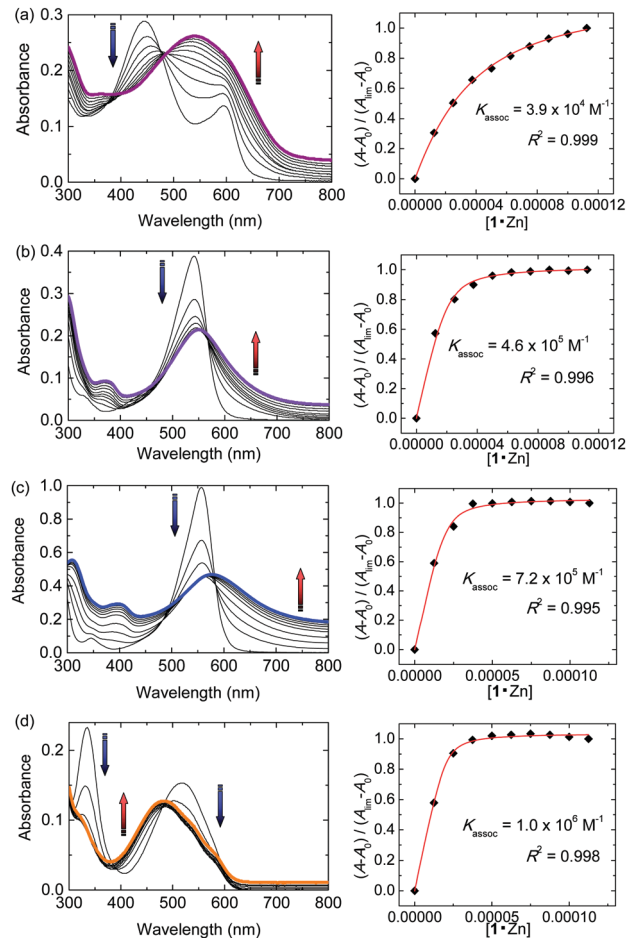 (a)
0.3
0.2
0.1
0.0
Absorbance
300 400 500 600 700 800
Wavelength (nm)
1.0
0.8
0.6
0.4
0.2
0.0
(A-A0) / (Alim-A0)
Kassoc = 3.9 x 10^4 M^-1
R^2 = 0.999
0.00000 0.00004 0.00008 0.00012
[1▪Zn]
(b)
0.4
0.3
0.2
0.1
0.0
Absorbance
300 400 500 600 700 800
Wavelength (nm)
1.0
0.8
0.6
0.4
0.2
0.0
(A-A0) / (Alim-A0)
Kassoc = 4.6 x 10^5 M^-1
R^2 = 0.996
0.00000 0.00004 0.00008 0.00012
[1▪Zn]
(c)
1.0
0.8
0.6
0.4
0.2
0.0
Absorbance
300 400 500 600 700 800
Wavelength (nm)
1.0
0.8
0.6
0.4
0.2
0.0
(A-A0) / (Alim-A0)
Kassoc = 7.2 x 10^5 M^-1
R^2 = 0.995
0.00000 0.00005 0.00010
[1▪Zn]
(d)
0.2
0.1
0.0
Absorbance
300 400 500 600 700 800
Wavelength (nm)
1.0
0.8
0.6
0.4
0.2
0.0
(A-A0) / (Alim-A0)
Kassoc = 1.0 x 10^6 M^-1
R^2 = 0.998
0.00000 0.00005 0.00010
[1▪Zn]